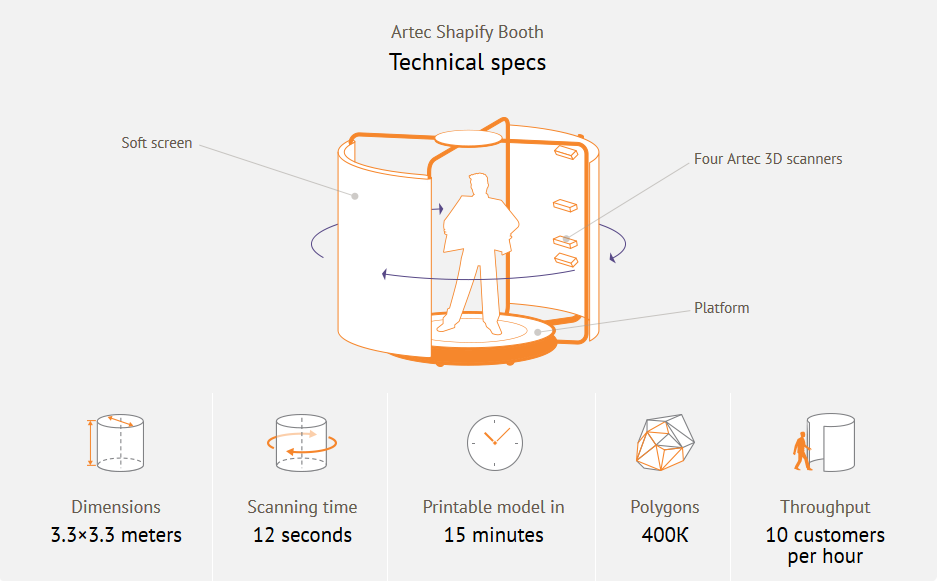 Artec Shapify Booth
Technical specs
Soft screen
Four Artec 3D scanners
Platform
Dimensions
3.3×3.3 meters
Scanning time
12 seconds
Printable model in
15 minutes
Polygons
400K
Throughput
10 customers
per hour